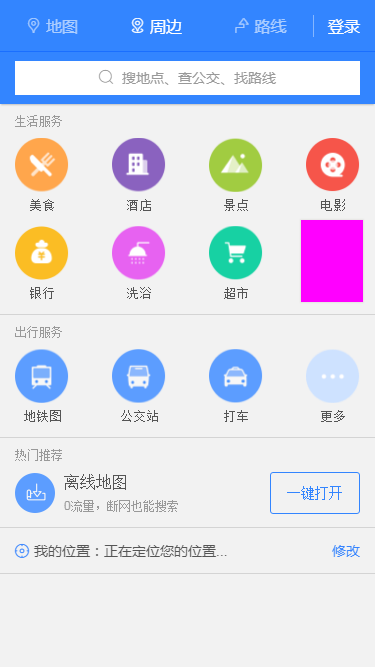 地图 周边 路线 登录
搜地点、查公交、找路线
生活服务
美食 酒店 景点 电影
银行 洗浴 超市
出行服务
地铁图 公交站 打车 更多
热门推荐
离线地图
0流量，断网也能搜索
一键打开
我的位置：正在定位您的位置... 修改